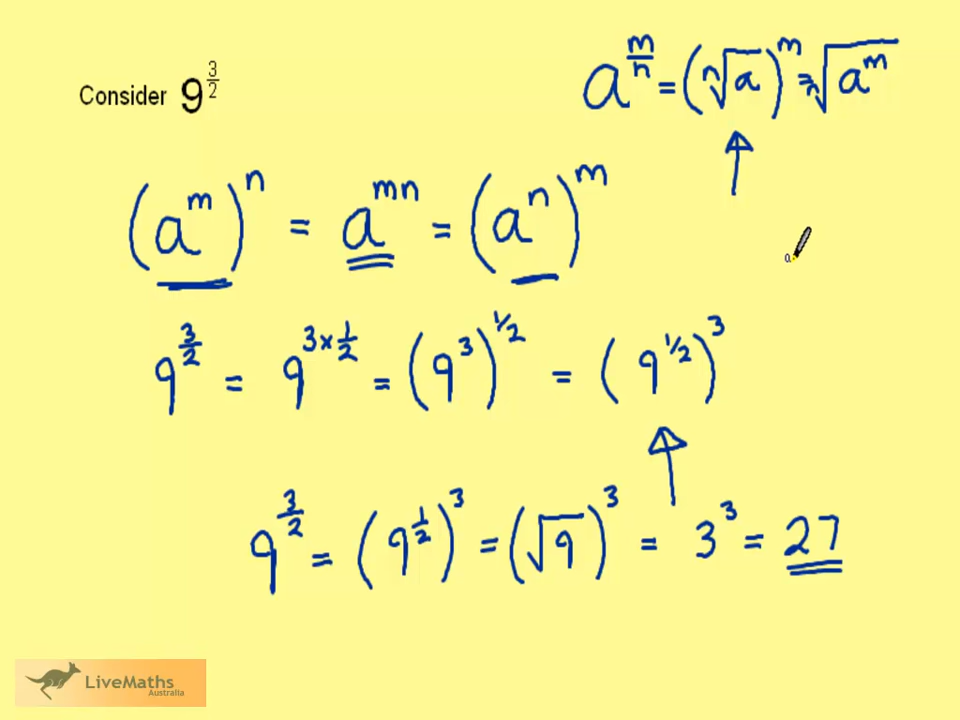 Consider 9^(3/2)
a^(m/n) = (ⁿ√a)^m = ⁿ√(a^m)
(a^m)^n = a^(mn) = (a^n)^m
9^(3/2) = 9^(3×1/2) = (9^3)^(1/2) = (9^(1/2))^3
9^(3/2) = (9^(1/2))^3 = (√9)^3 = 3^3 = 27
LiveMaths
Australia